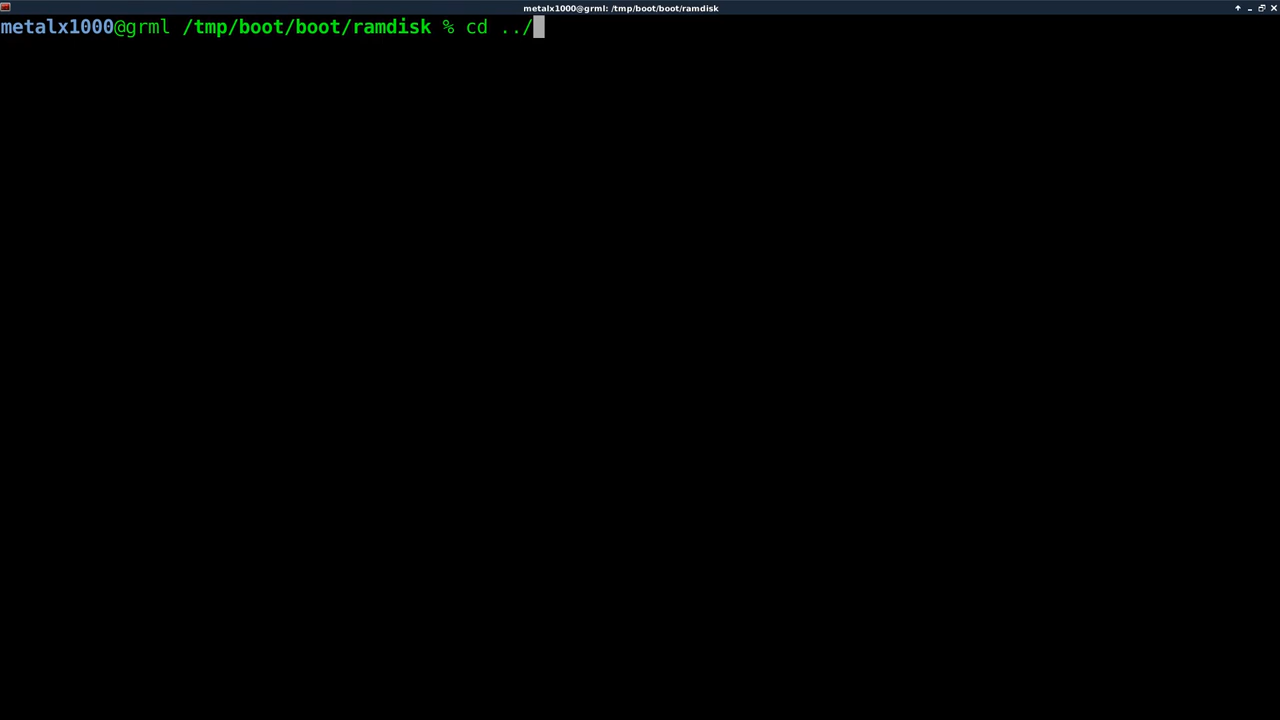 metalx1000@grml: /tmp/boot/boot/ramdisk
metalx1000@grml /tmp/boot/boot/ramdisk % cd ../